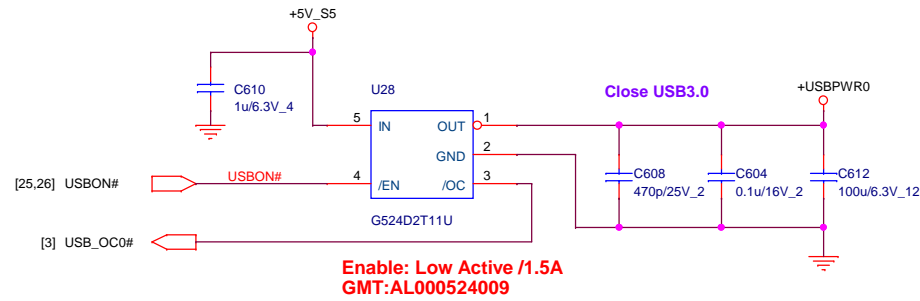 +5V_S5
C610
1u/6.3V_4
U28
Close USB3.0
+USBPWR0
5
IN
OUT
1
GND
2
[25,26] USBON#
USBON#
4
/EN
/OC
3
C608
470p/25V_2
C604
0.1u/16V_2
C612
100u/6.3V_12
G524D2T11U
[3] USB_OC0#
Enable: Low Active /1.5A
GMT:AL000524009